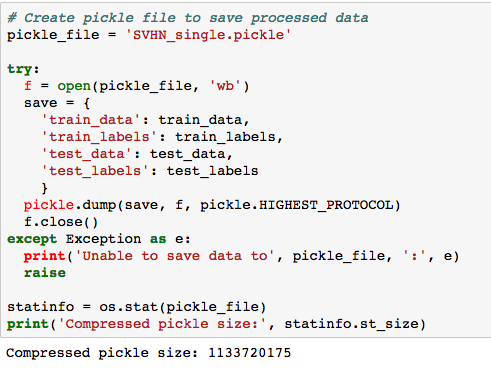 # Create pickle file to save processed data
pickle_file = 'SVHN_single.pickle'

try:
  f = open(pickle_file, 'wb')
  save = {
    'train_data': train_data,
    'train_labels': train_labels,
    'test_data': test_data,
    'test_labels': test_labels
    }
  pickle.dump(save, f, pickle.HIGHEST_PROTOCOL)
  f.close()
except Exception as e:
  print('Unable to save data to', pickle_file, ':', e)
  raise

statinfo = os.stat(pickle_file)
print('Compressed pickle size:', statinfo.st_size)
Compressed pickle size: 1133720175